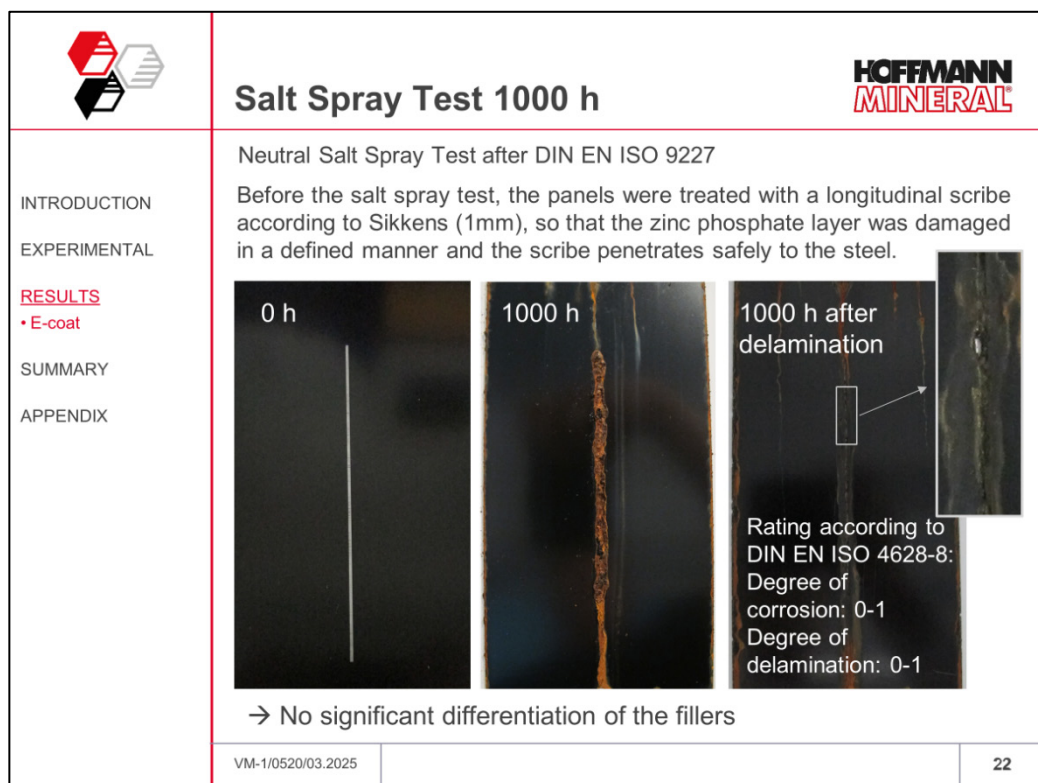 Salt Spray Test 1000 h
HOFFMANN
MINERAL®
INTRODUCTION
EXPERIMENTAL
RESULTS
• E-coat
SUMMARY
APPENDIX
Neutral Salt Spray Test after DIN EN ISO 9227
Before the salt spray test, the panels were treated with a longitudinal scribe
according to Sikkens (1mm), so that the zinc phosphate layer was damaged
in a defined manner and the scribe penetrates safely to the steel.
0 h
1000 h
1000 h after
delamination
Rating according to
DIN EN ISO 4628-8:
Degree of
corrosion: 0-1
Degree of
delamination: 0-1
→ No significant differentiation of the fillers
VM-1/0520/03.2025
22